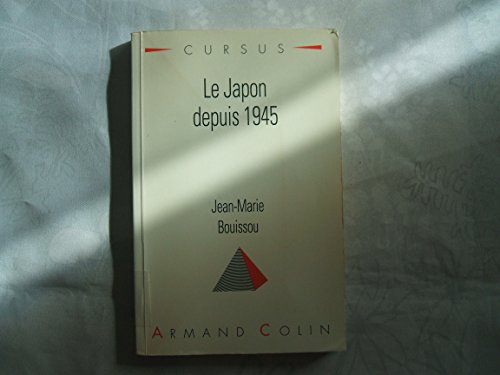 CURSUS
Le Japon
depuis 1945
Jean-Marie
Bouissou
ARMAND COLIN